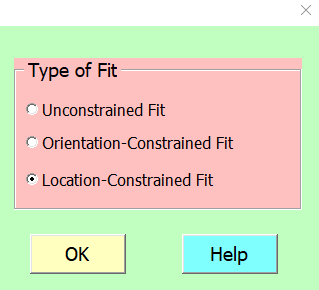 Type of Fit
Unconstrained Fit
Orientation-Constrained Fit
Location-Constrained Fit
OK
Help